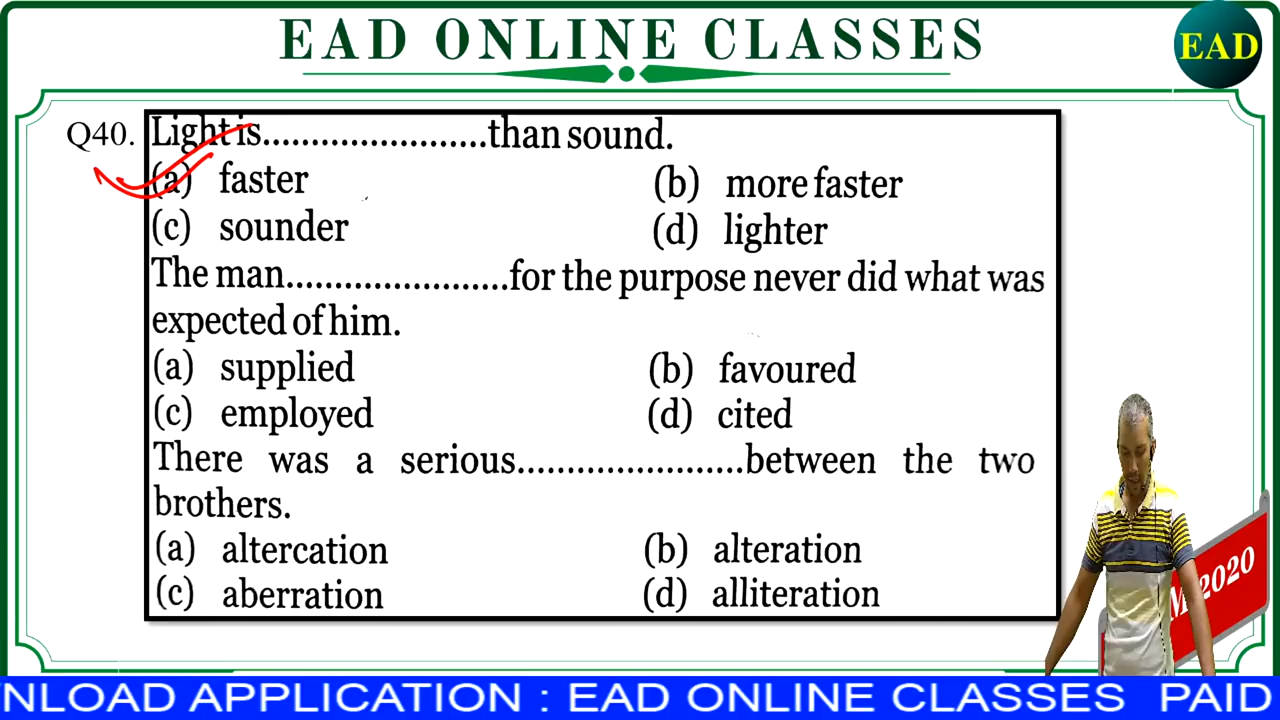 EAD ONLINE CLASSES
EAD
Q40. Light is.......................than sound.
(a) faster (b) more faster
(c) sounder (d) lighter
The man.......................for the purpose never did what was
expected of him.
(a) supplied (b) favoured
(c) employed (d) cited
There was a serious.......................between the two
brothers.
(a) altercation (b) alteration
(c) aberration (d) alliteration
M 2020
NLOAD APPLICATION : EAD ONLINE CLASSES PAID